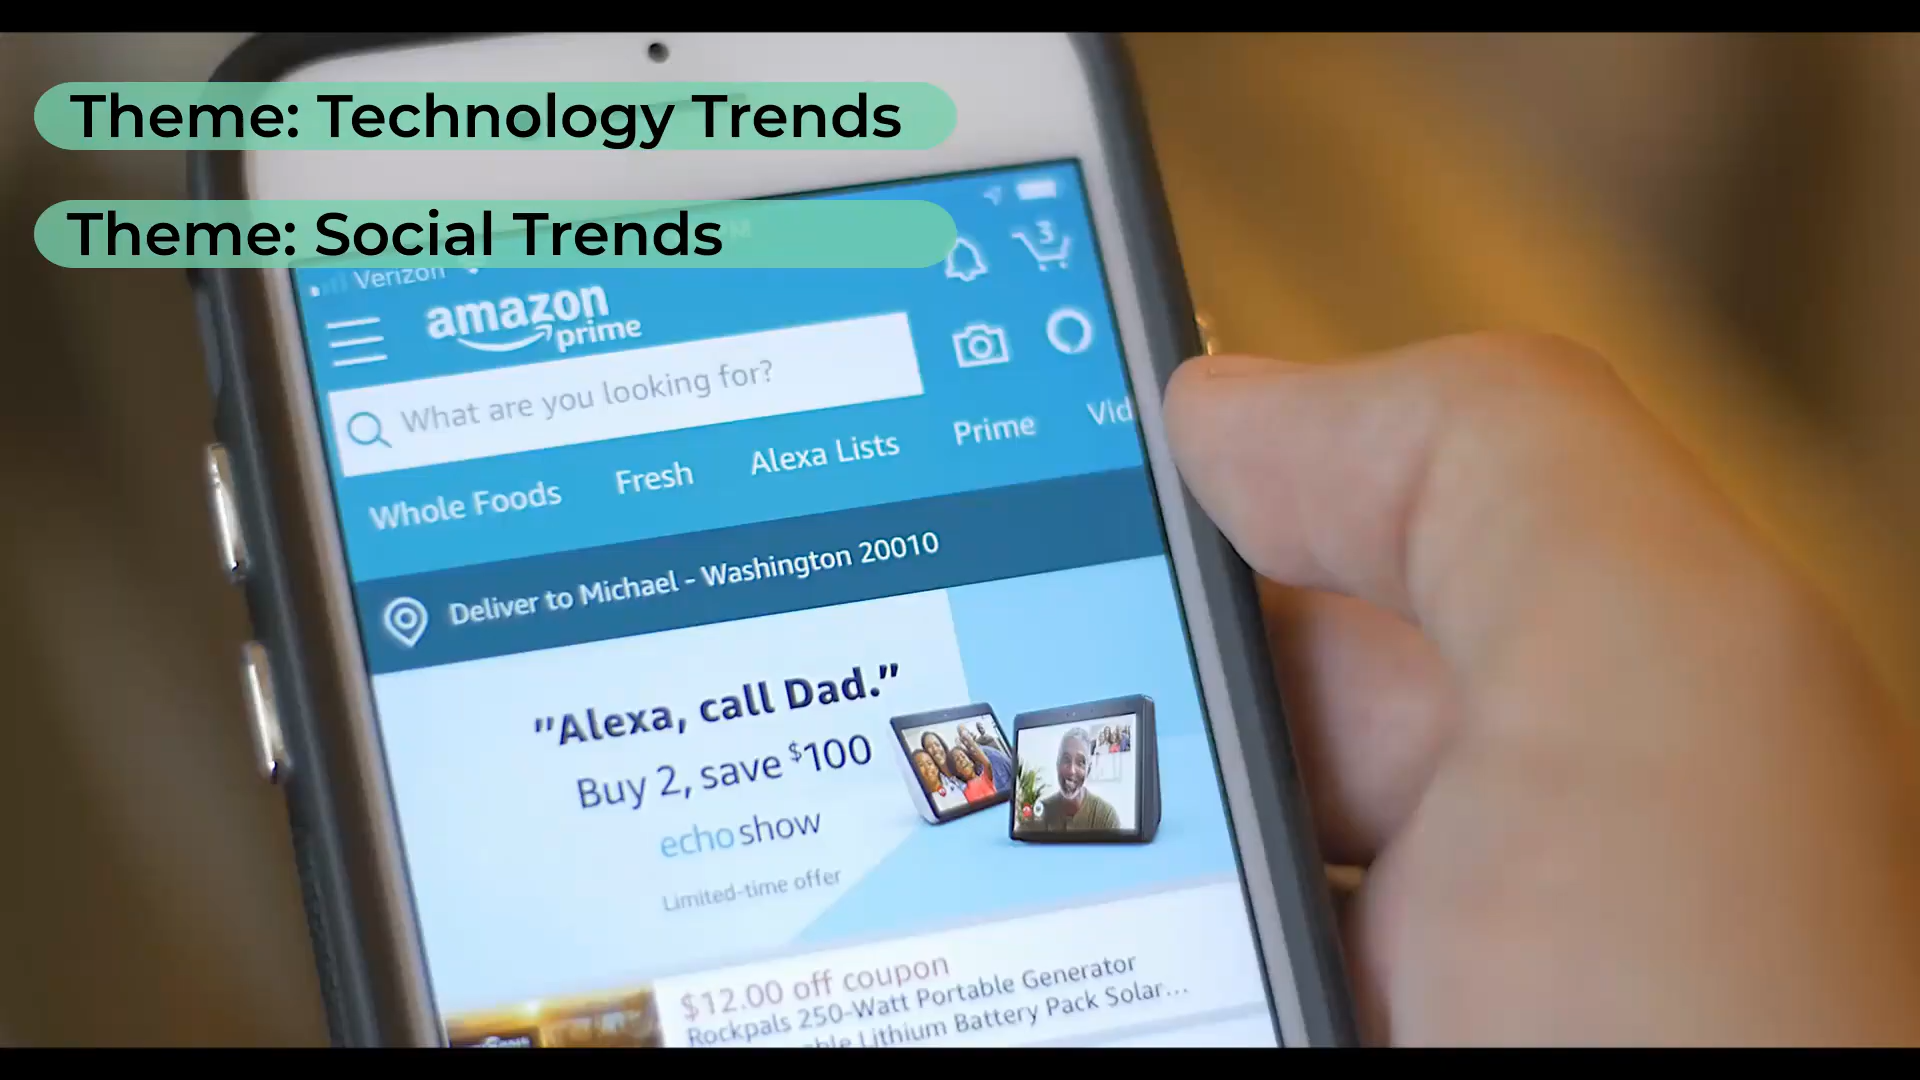 Theme: Technology Trends
Theme: Social Trends
Verizon
3
amazon
prime
What are you looking for?
Whole Foods Fresh Alexa Lists Prime Vid
Deliver to Michael - Washington 20010
"Alexa, call Dad."
Buy 2, save $100
echo show
Limited-time offer
$12.00 off coupon
Rockpals 250-Watt Portable Generator
Lithium Battery Pack Solar...